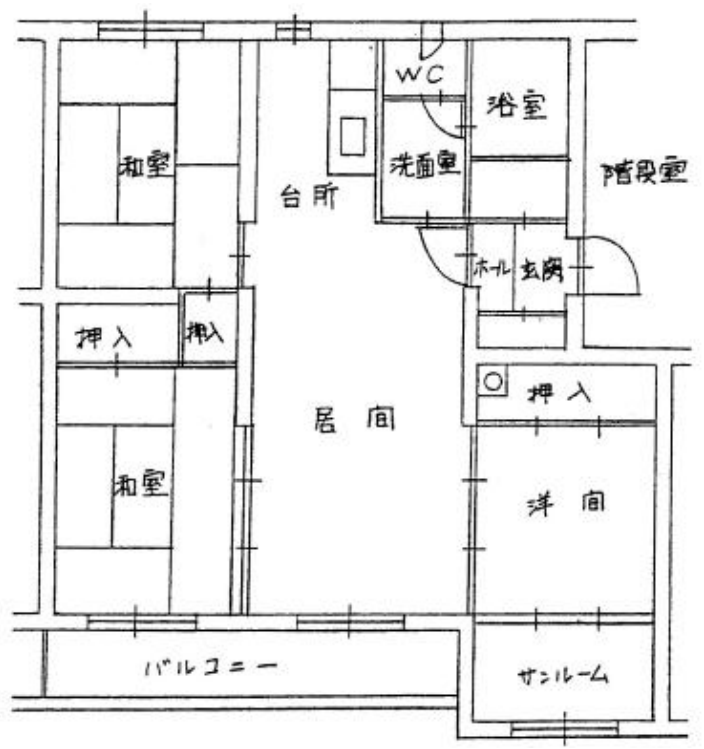 WC
浴室
和室
洗面室
階段室
台所
ホール
玄関
押入
押入
押入
居間
和室
洋間
バルコニー
サンルーム